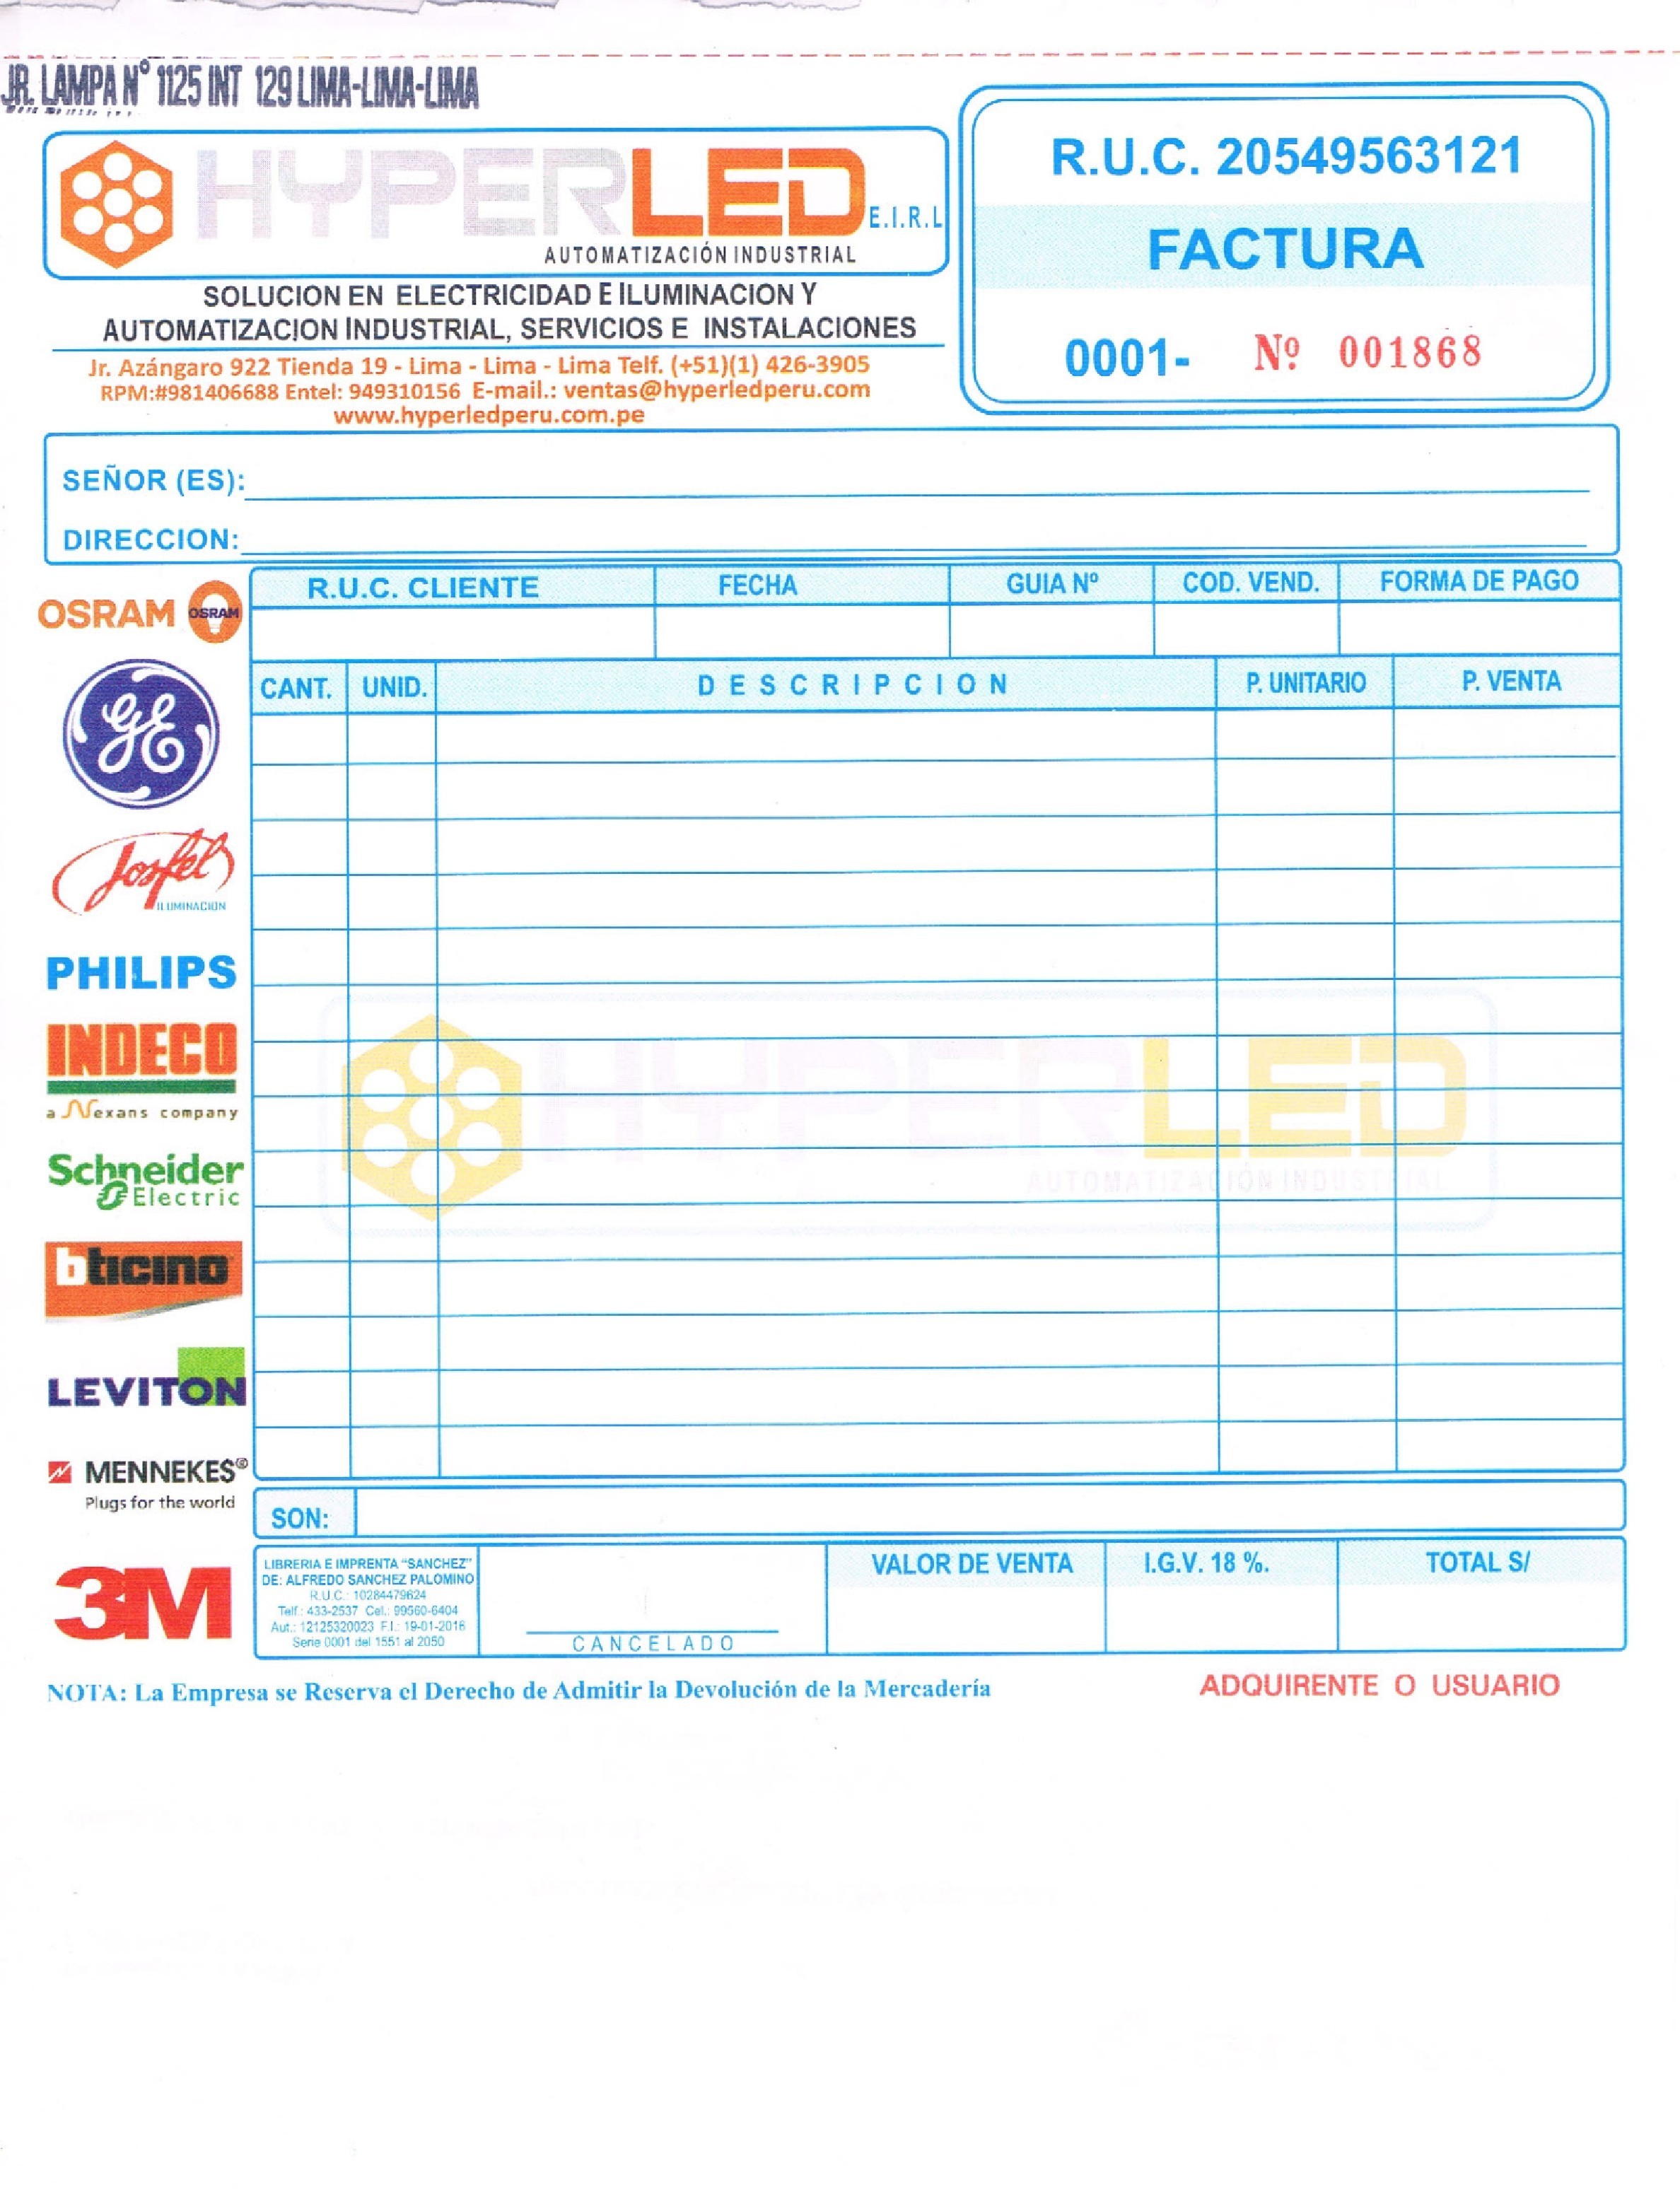 JR. LAMPA Nº 1125 INT 129 LIMA-LIMA-LIMA
HYPERLED E.I.R.L
AUTOMATIZACIÓN INDUSTRIAL
SOLUCION EN ELECTRICIDAD E ILUMINACION Y
AUTOMATIZACION INDUSTRIAL, SERVICIOS E INSTALACIONES
Jr. Azángaro 922 Tienda 19 - Lima - Lima - Lima Telf. (+51)(1) 426-3905
RPM:#981406688 Entel: 949310156 E-mail.: ventas@hyperledperu.com
www.hyperledperu.com.pe
R.U.C. 20549563121
FACTURA
0001- Nº 001868
SEÑOR (ES):
DIRECCION:
R.U.C. CLIENTE FECHA GUIA Nº COD. VEND. FORMA DE PAGO
CANT. UNID. DESCRIPCION P. UNITARIO P. VENTA
OSRAM OSRAM
GE
Josfel
ILUMINACION
PHILIPS
INDECO
a Nexans company
Schneider
Electric
bticino
LEVITON
MENNEKES®
Plugs for the world
3M
HYPERLED
AUTOMATIZACIÓN INDUSTRIAL
SON:
LIBRERIA E IMPRENTA "SANCHEZ"
DE: ALFREDO SANCHEZ PALOMINO
R.U.C.: 10284479624
Telf.: 433-2537 Cel.: 99560-6404
Aut.: 12125320023 F.I.: 19-01-2016
Serie 0001 del 1551 al 2050
CANCELADO
VALOR DE VENTA I.G.V. 18 %. TOTAL S/
NOTA: La Empresa se Reserva el Derecho de Admitir la Devolución de la Mercadería
ADQUIRENTE O USUARIO